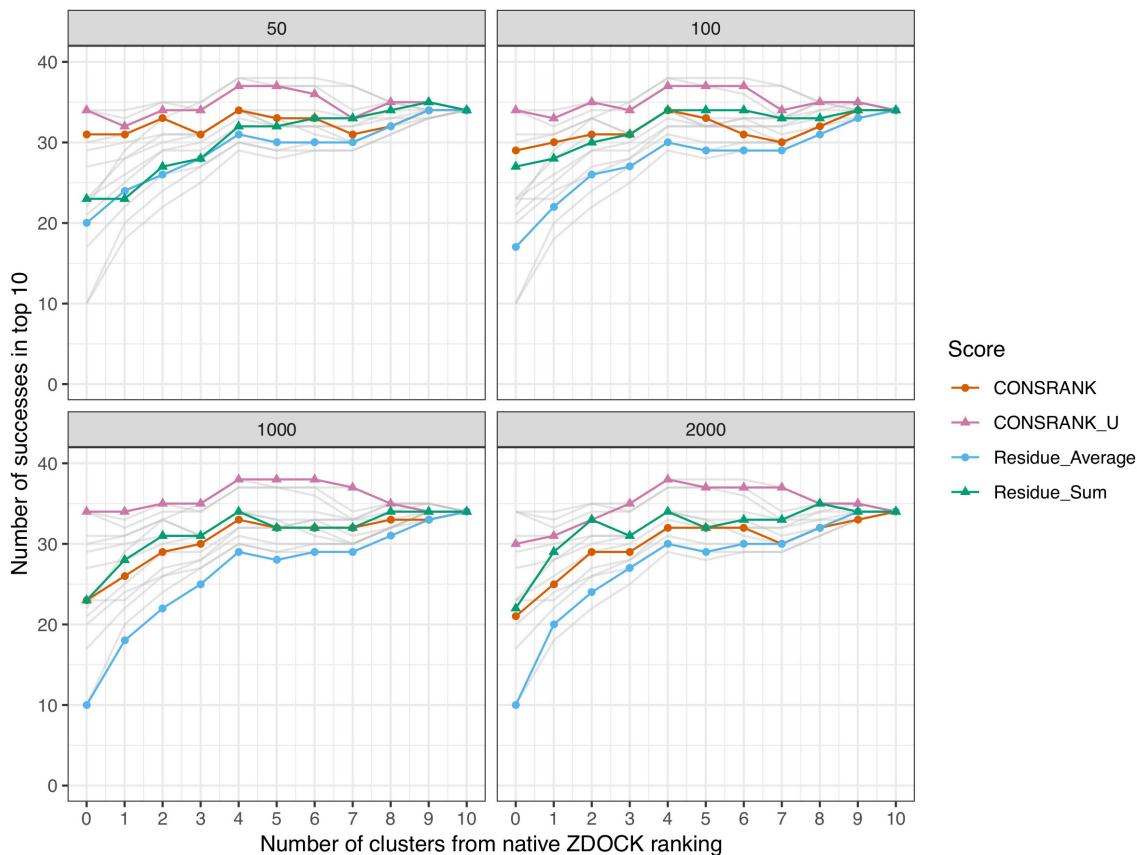 50
100
40
30
20
10
0
1000
2000
40
30
20
10
0
0 1 2 3 4 5 6 7 8 9 10
0 1 2 3 4 5 6 7 8 9 10
Number of clusters from native ZDOCK ranking
Number of successes in top 10
Score
CONSRANK
CONSRANK_U
Residue_Average
Residue_Sum